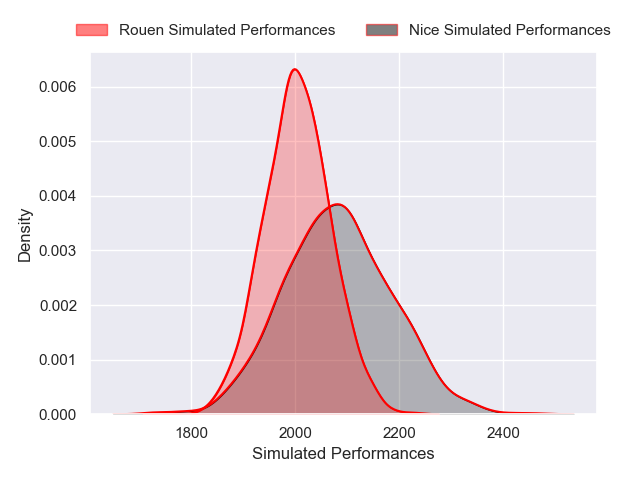 Rouen Simulated Performances Nice Simulated Performances
0.006
0.005
0.004
0.003
0.002
0.001
0.000
Density
1800 2000 2200 2400
Simulated Performances